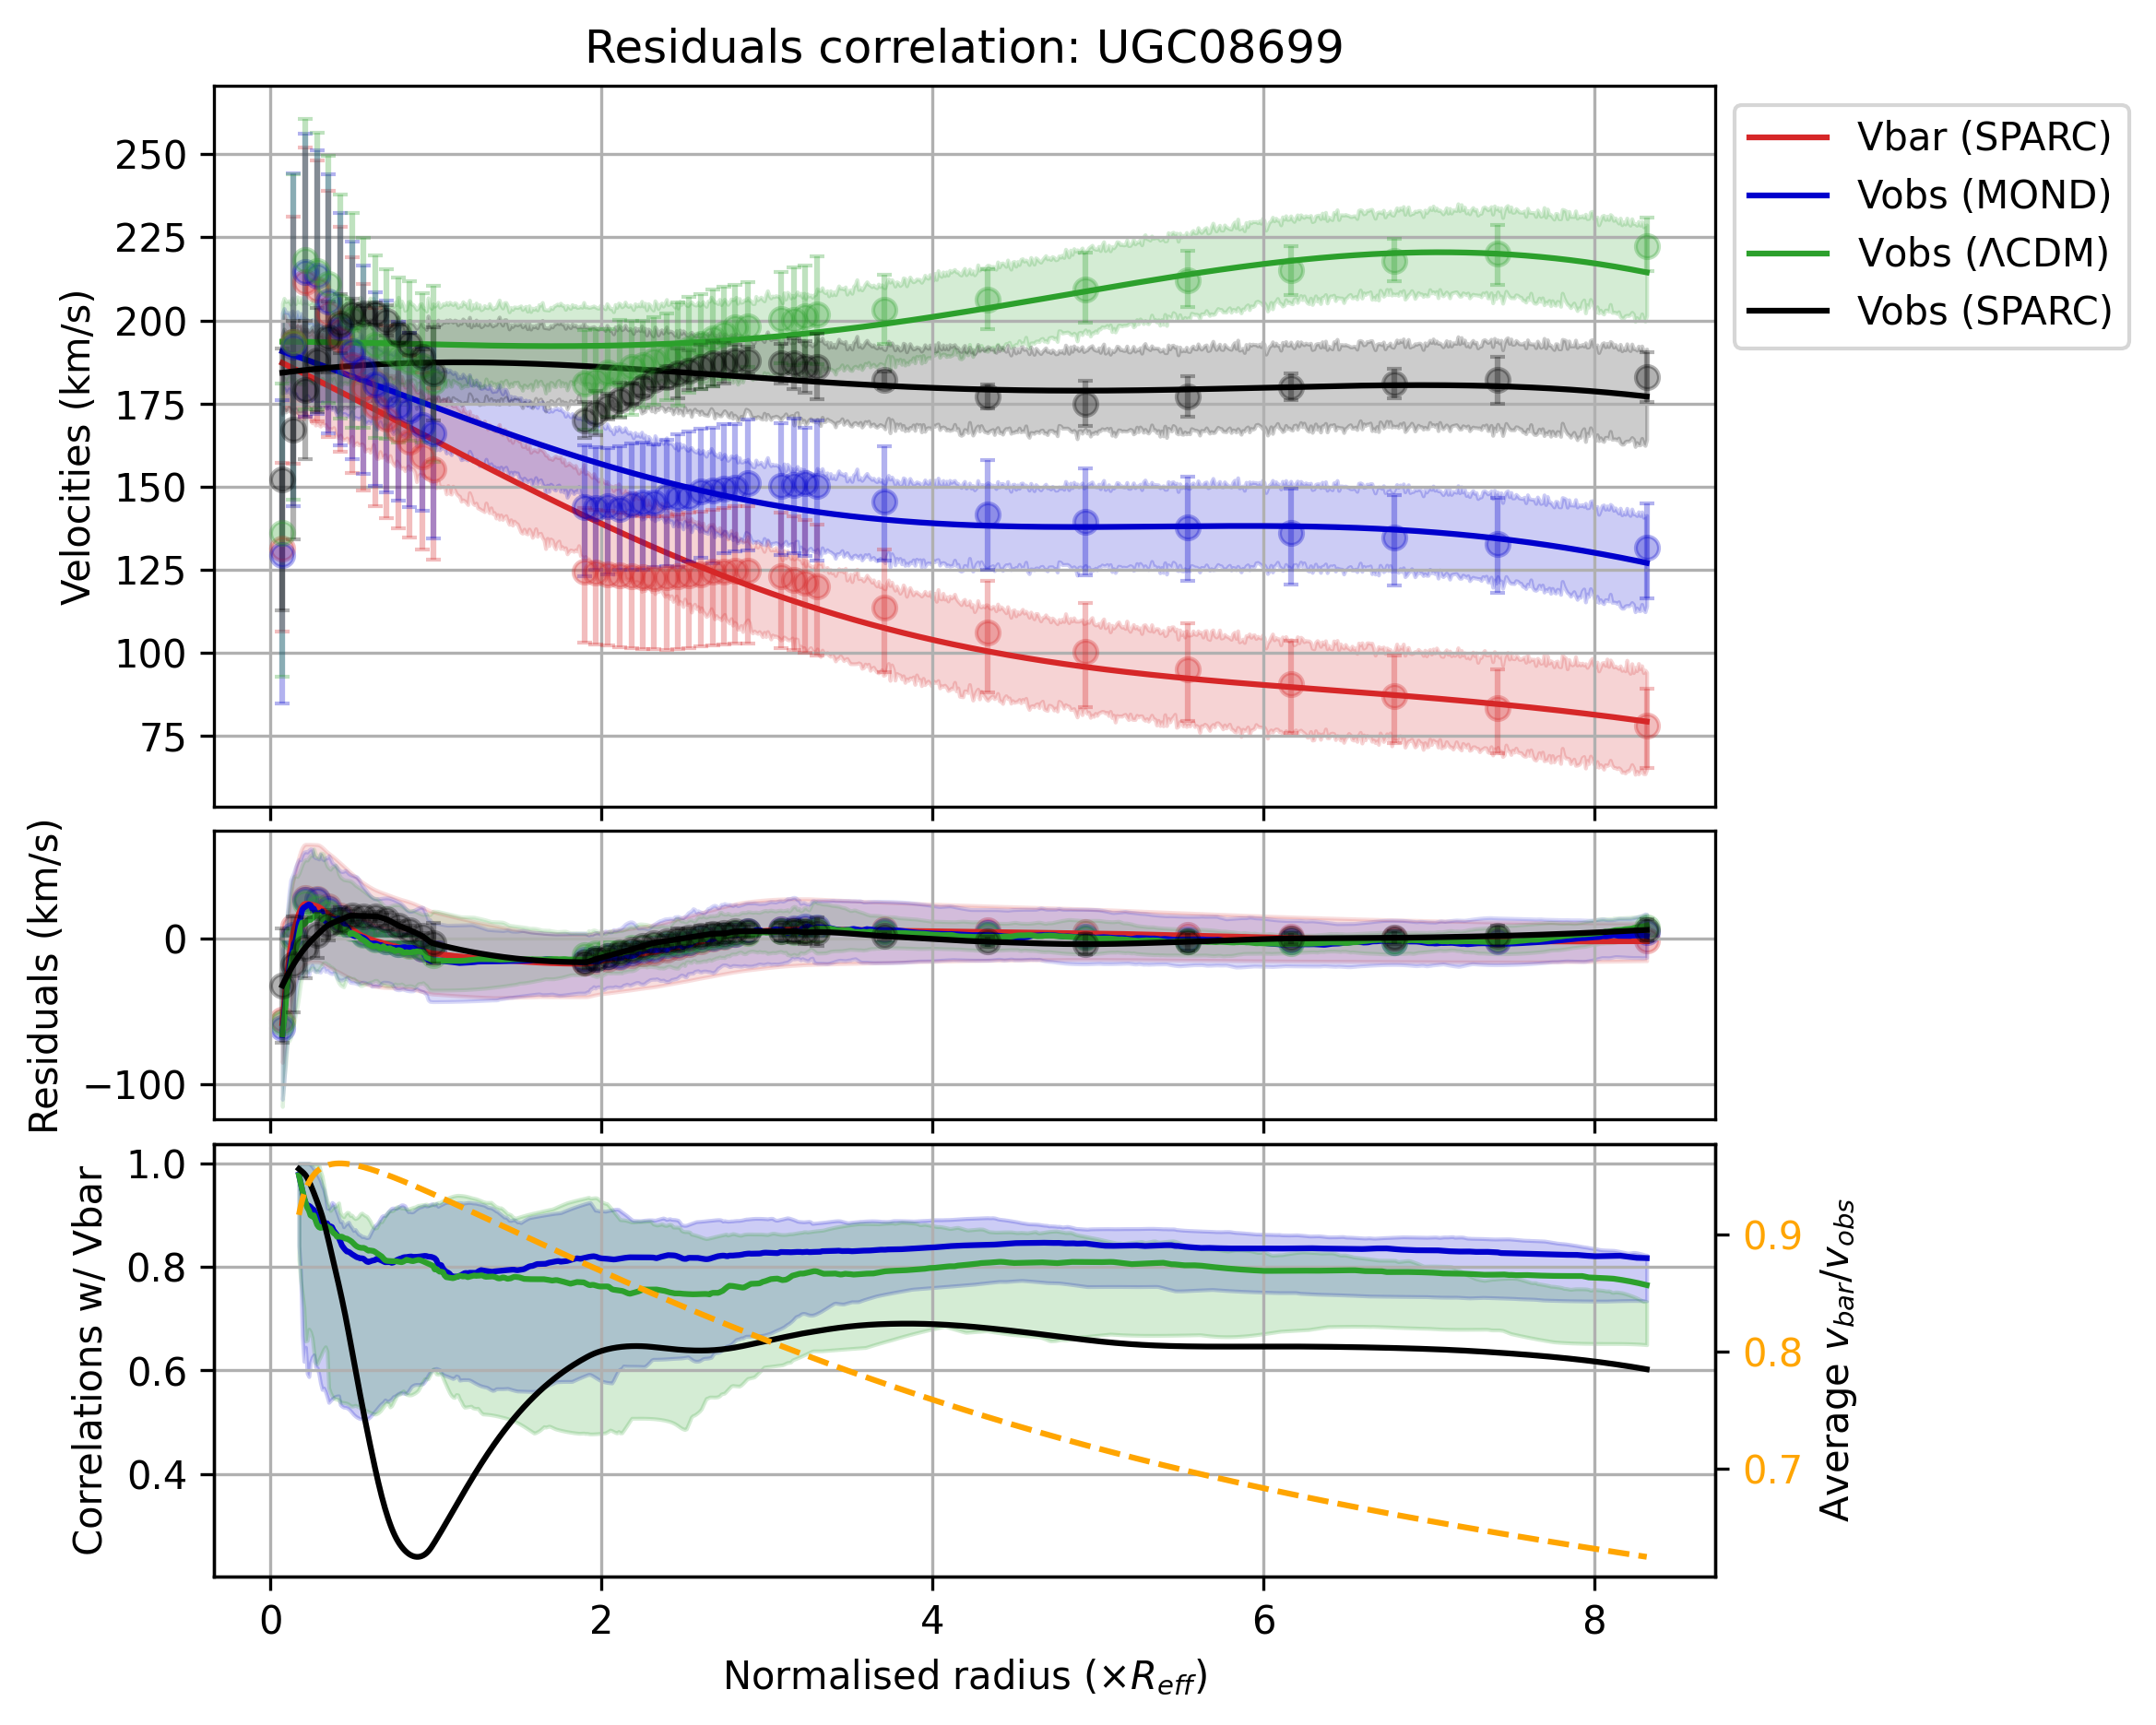 Residuals correlation: UGC08699
Velocities (km/s)
250
225
200
175
150
125
100
75
Vbar (SPARC)
Vobs (MOND)
Vobs (ΛCDM)
Vobs (SPARC)
Residuals (km/s)
0
−100
Correlations w/ Vbar
1.0
0.8
0.6
0.4
0.9
0.8
0.7
Average v_bar/v_obs
0 2 4 6 8
Normalised radius (×R_eff)